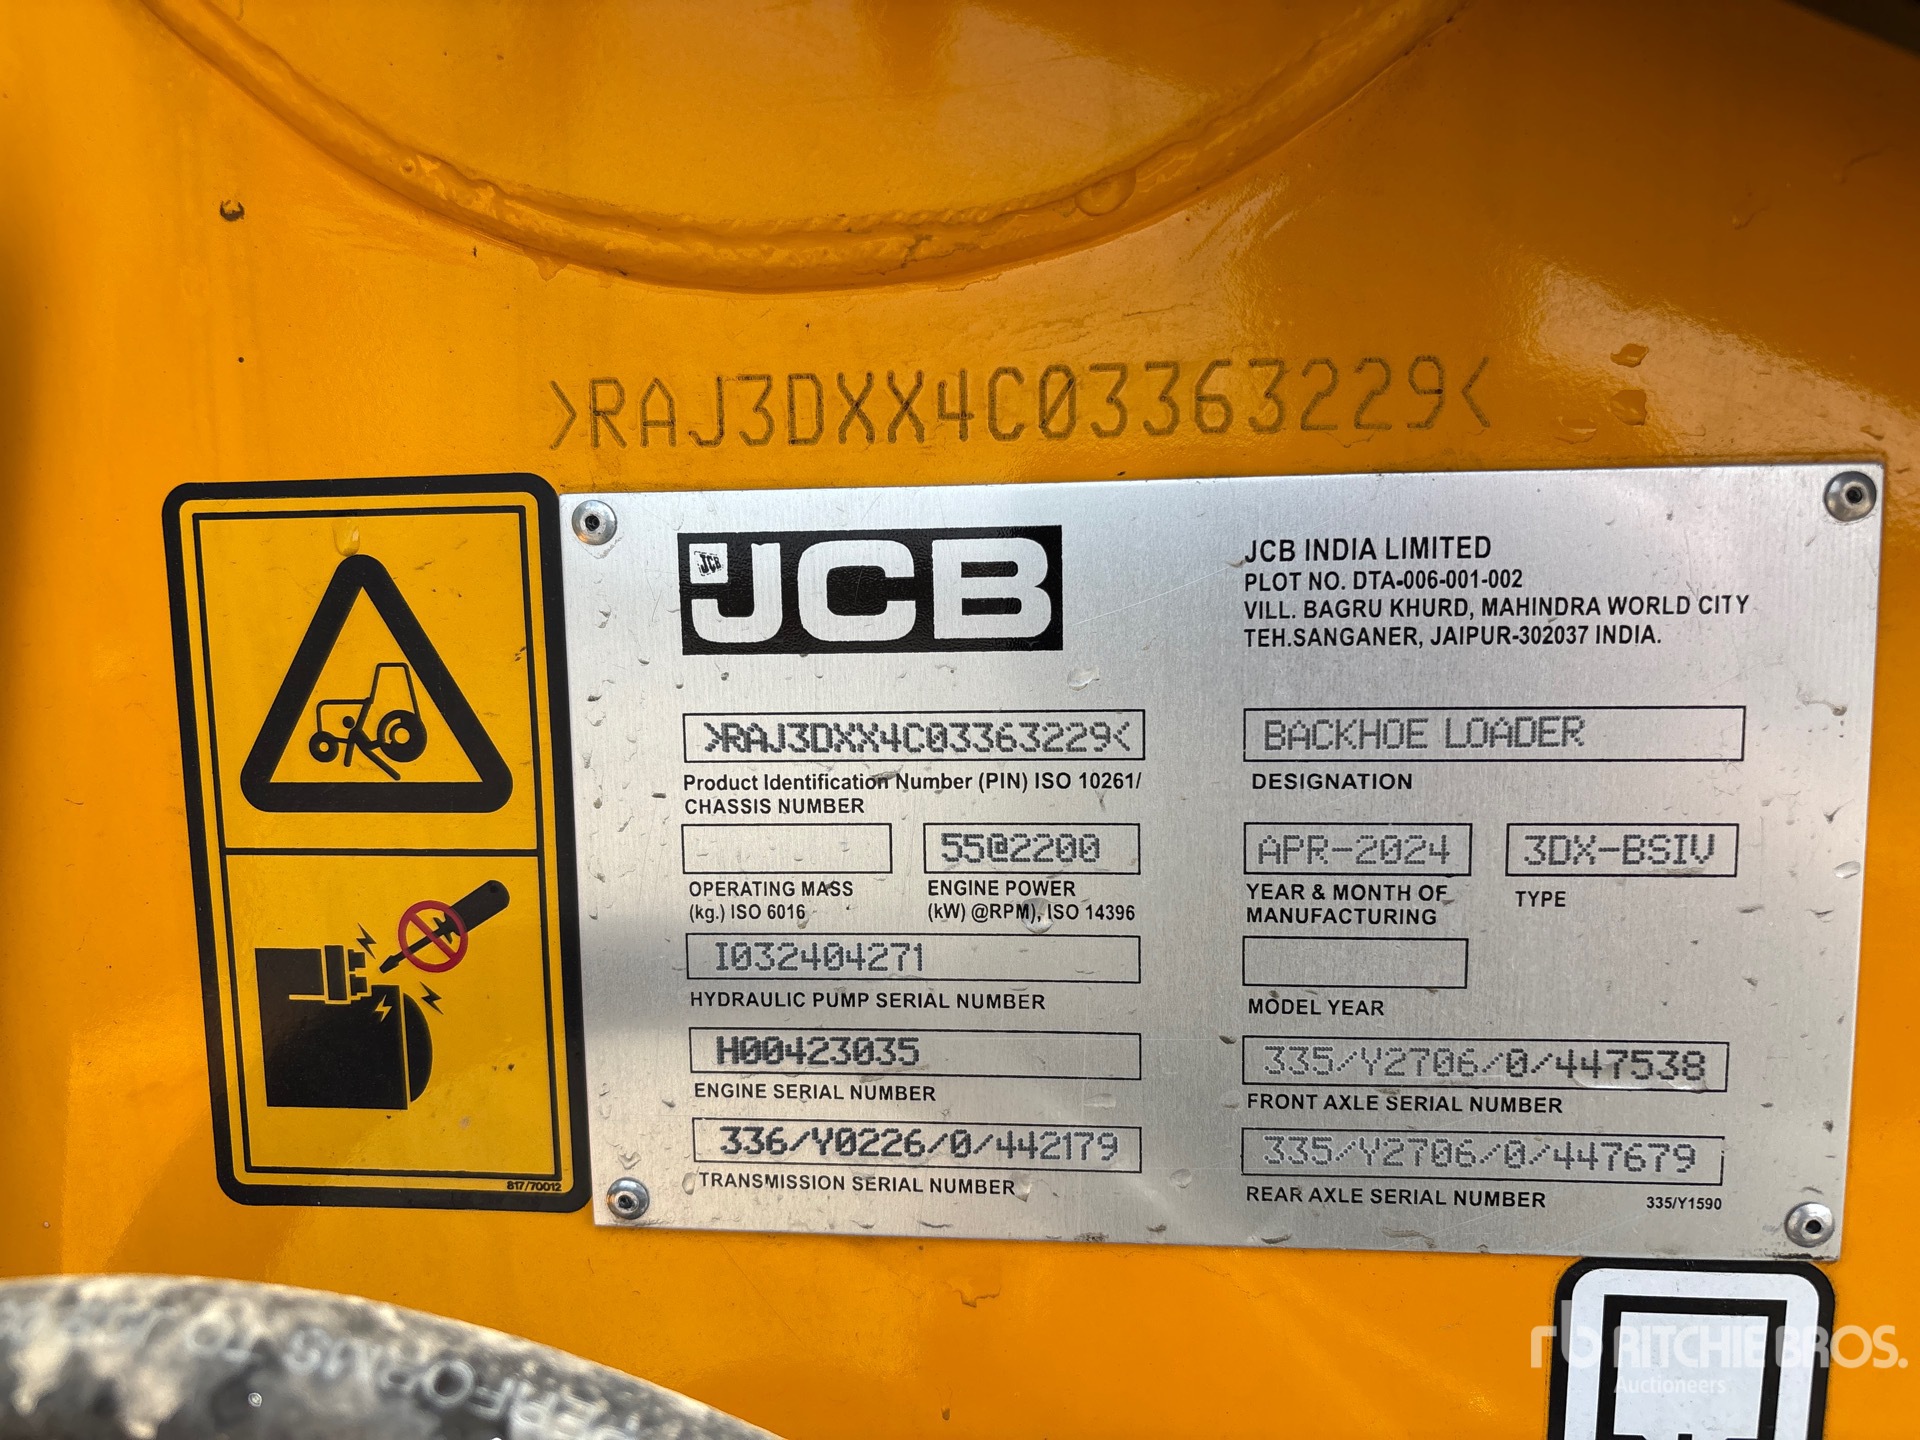 >RAJ3DXX4C03363229<
JCB
JCB
JCB INDIA LIMITED
PLOT NO. DTA-006-001-002
VILL. BAGRU KHURD, MAHINDRA WORLD CITY
TEH.SANGANER, JAIPUR-302037 INDIA.
>RAJ3DXX4C03363229<
Product Identification Number (PIN) ISO 10261/
CHASSIS NUMBER
BACKHOE LOADER
DESIGNATION
OPERATING MASS
(kg.) ISO 6016
55@2200
ENGINE POWER
(kW) @RPM), ISO 14396
APR-2024
YEAR & MONTH OF
MANUFACTURING
3DX-BSIV
TYPE
I032404271
HYDRAULIC PUMP SERIAL NUMBER
MODEL YEAR
H00423035
ENGINE SERIAL NUMBER
335/Y2706/0/447538
FRONT AXLE SERIAL NUMBER
336/Y0226/0/442179
TRANSMISSION SERIAL NUMBER
335/Y2706/0/447679
REAR AXLE SERIAL NUMBER
335/Y1590
817/70012
PERFORMS TO
rb RITCHIE BROS.
Auctioneers